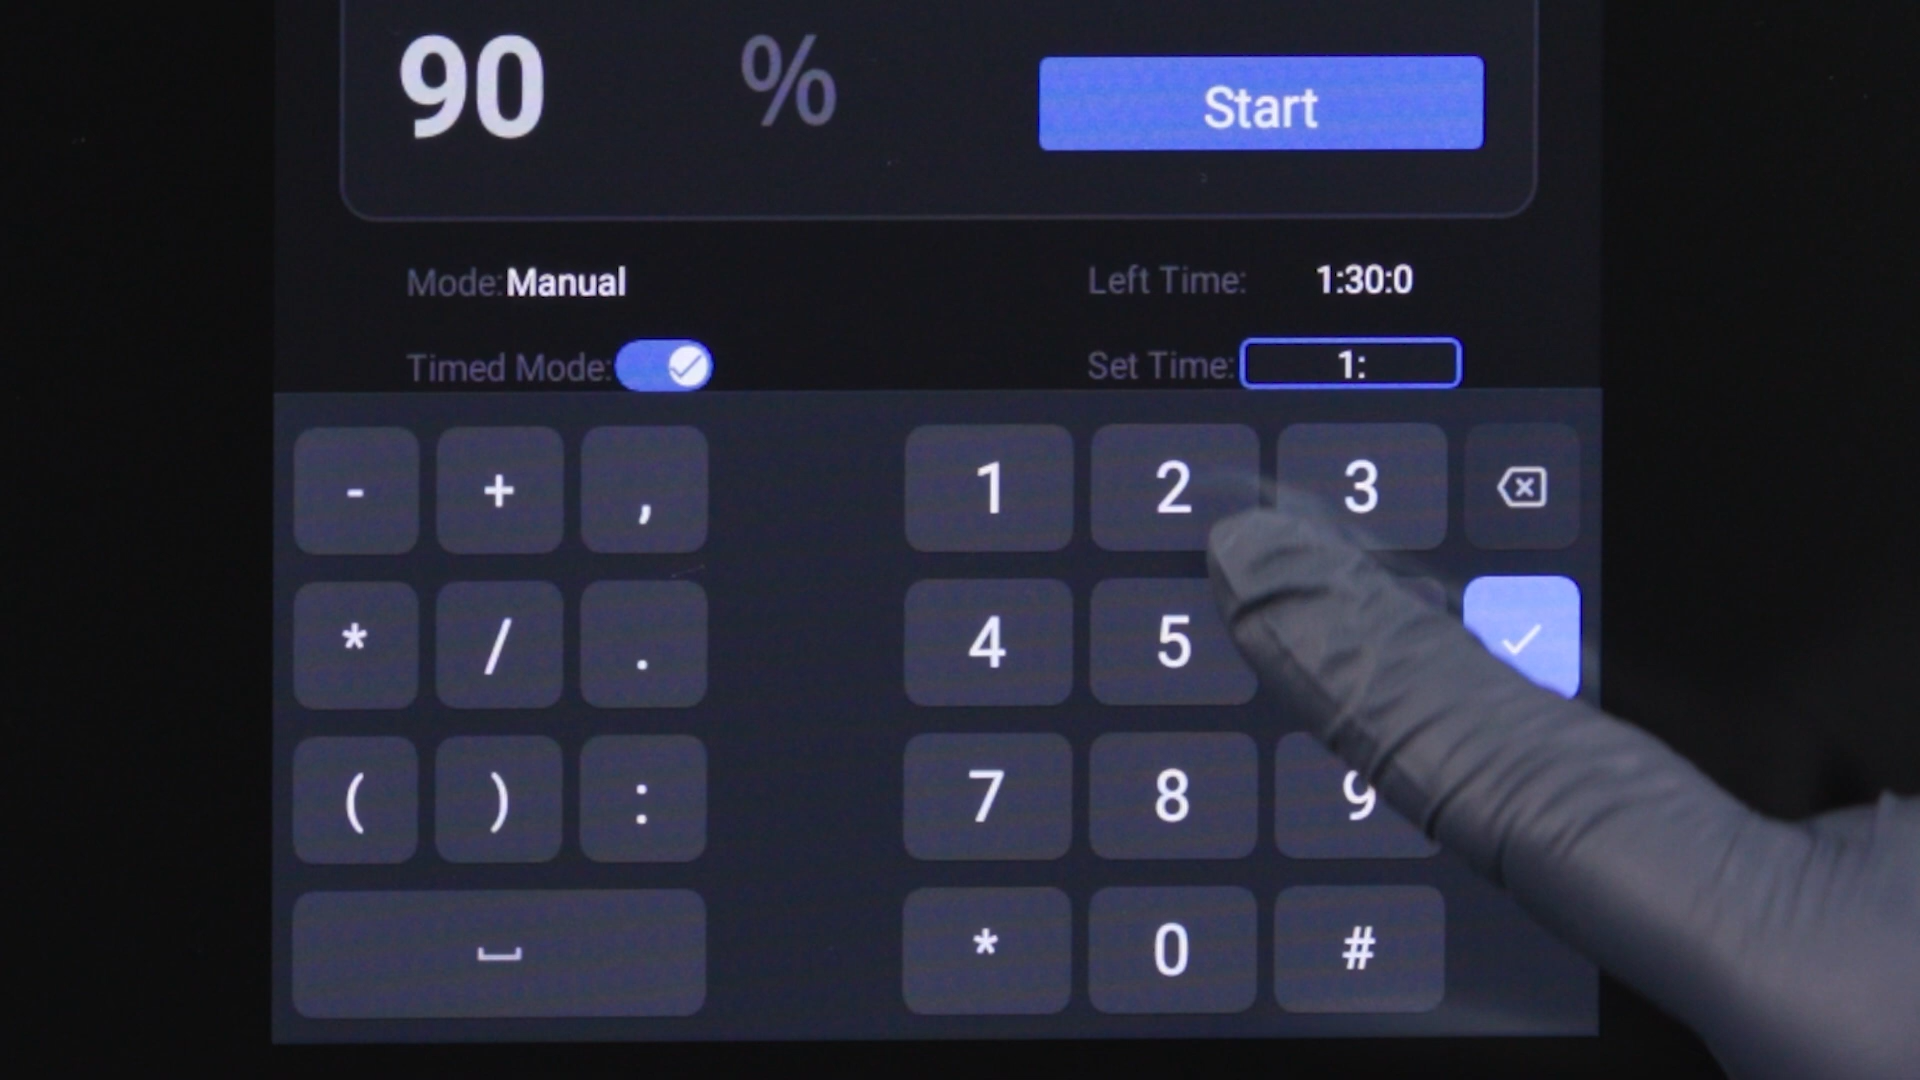 90 % Start
Mode: Manual Left Time: 1:30:0
Timed Mode: Set Time: 1:
- + , 1 2 3
* / . 4 5
( ) : 7 8 9
* 0 #